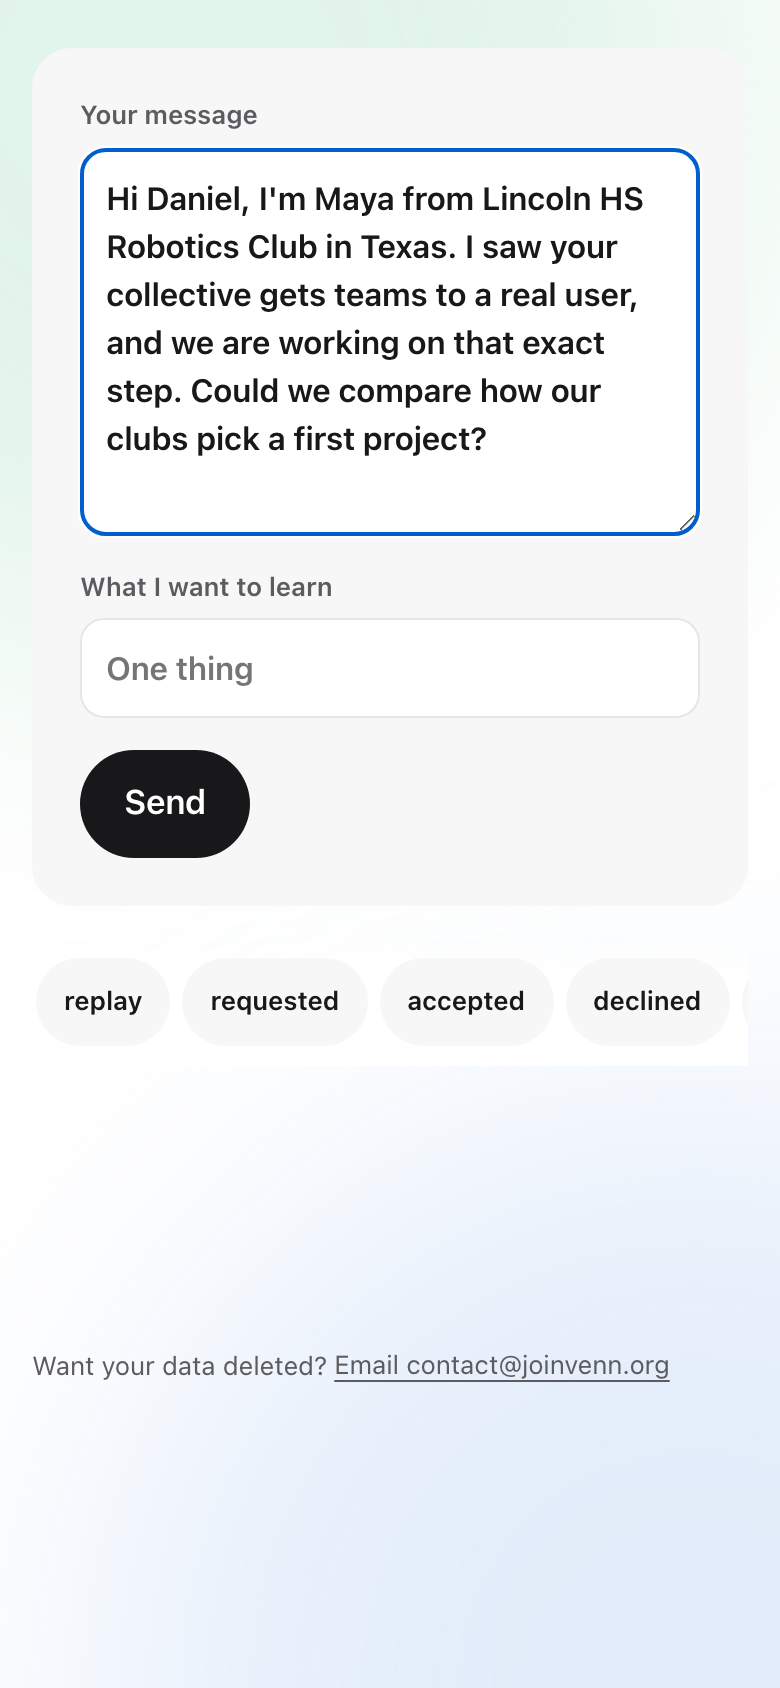 Your message
Hi Daniel, I'm Maya from Lincoln HS
Robotics Club in Texas. I saw your
collective gets teams to a real user,
and we are working on that exact
step. Could we compare how our
clubs pick a first project?
What I want to learn
One thing
Send
replay requested accepted declined
Want your data deleted? Email contact@joinvenn.org